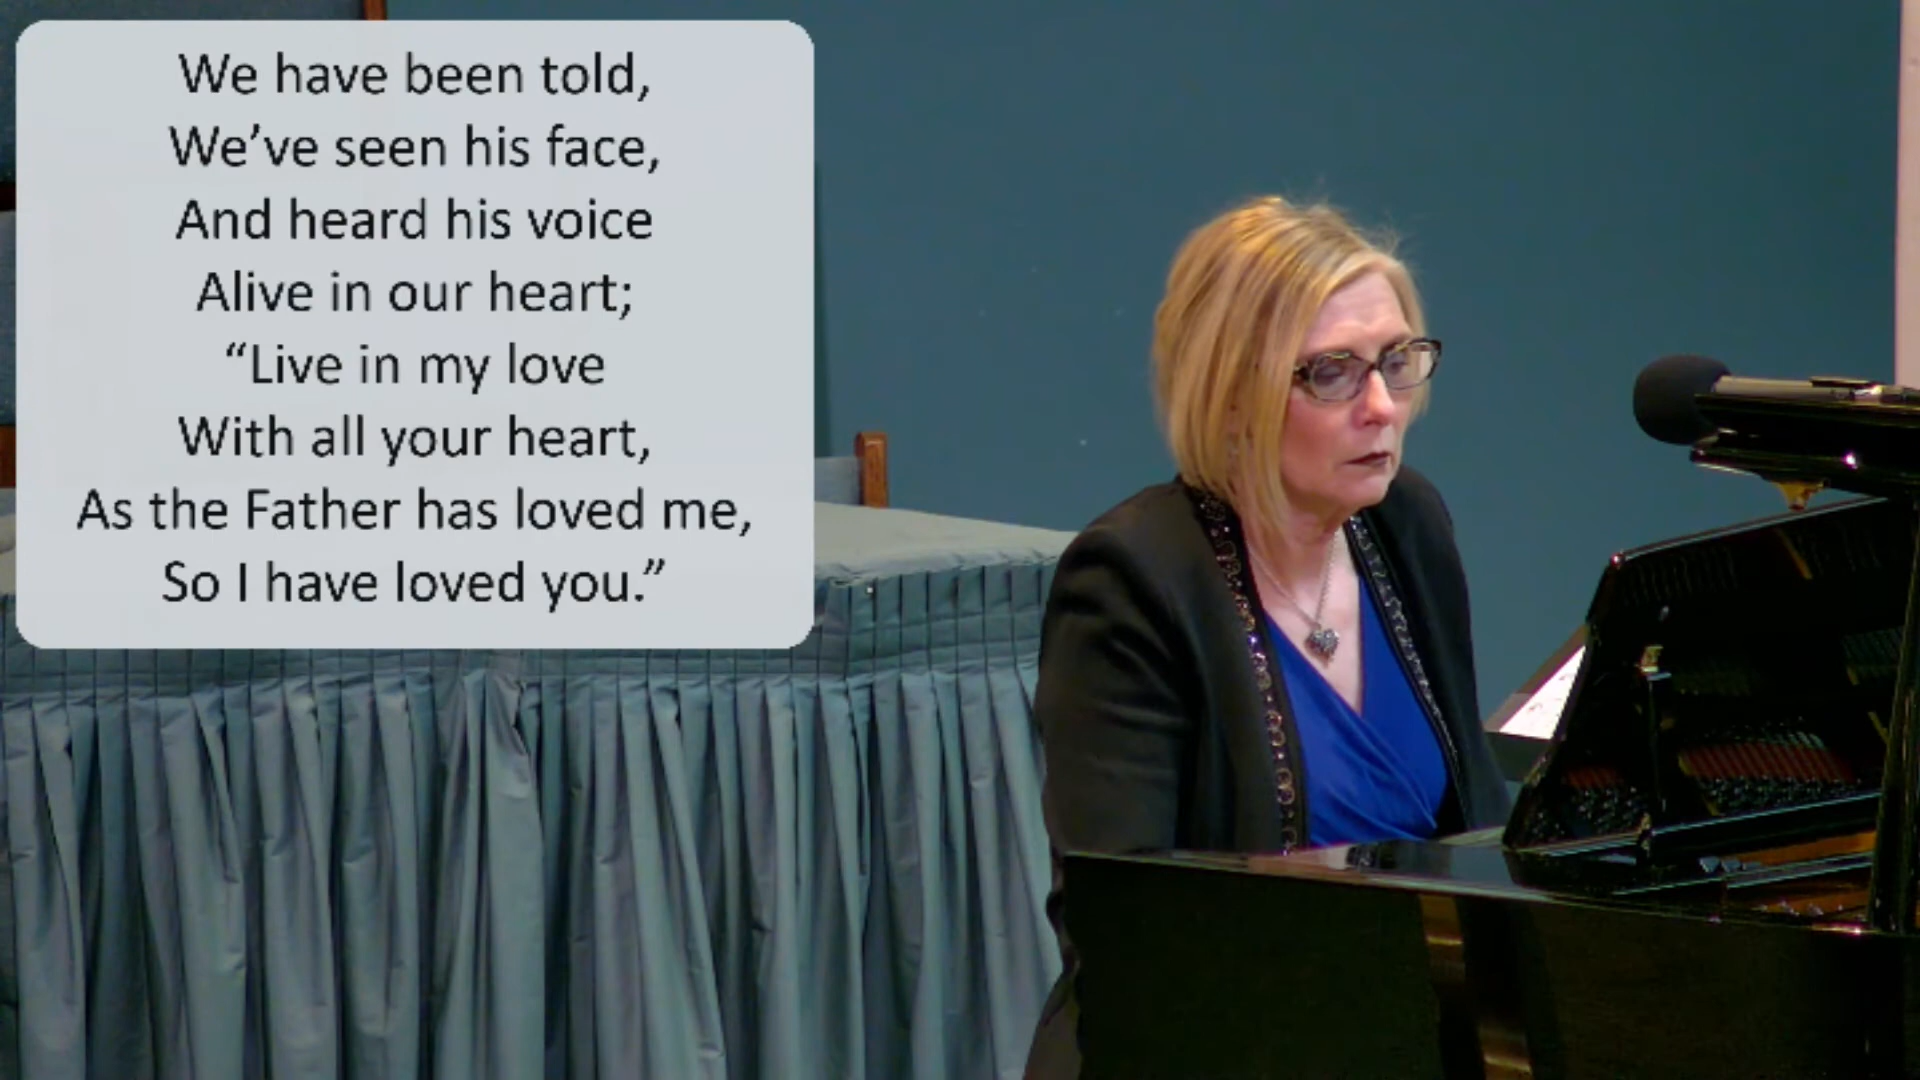 We have been told,
We’ve seen his face,
And heard his voice
Alive in our heart;
“Live in my love
With all your heart,
As the Father has loved me,
So I have loved you.”